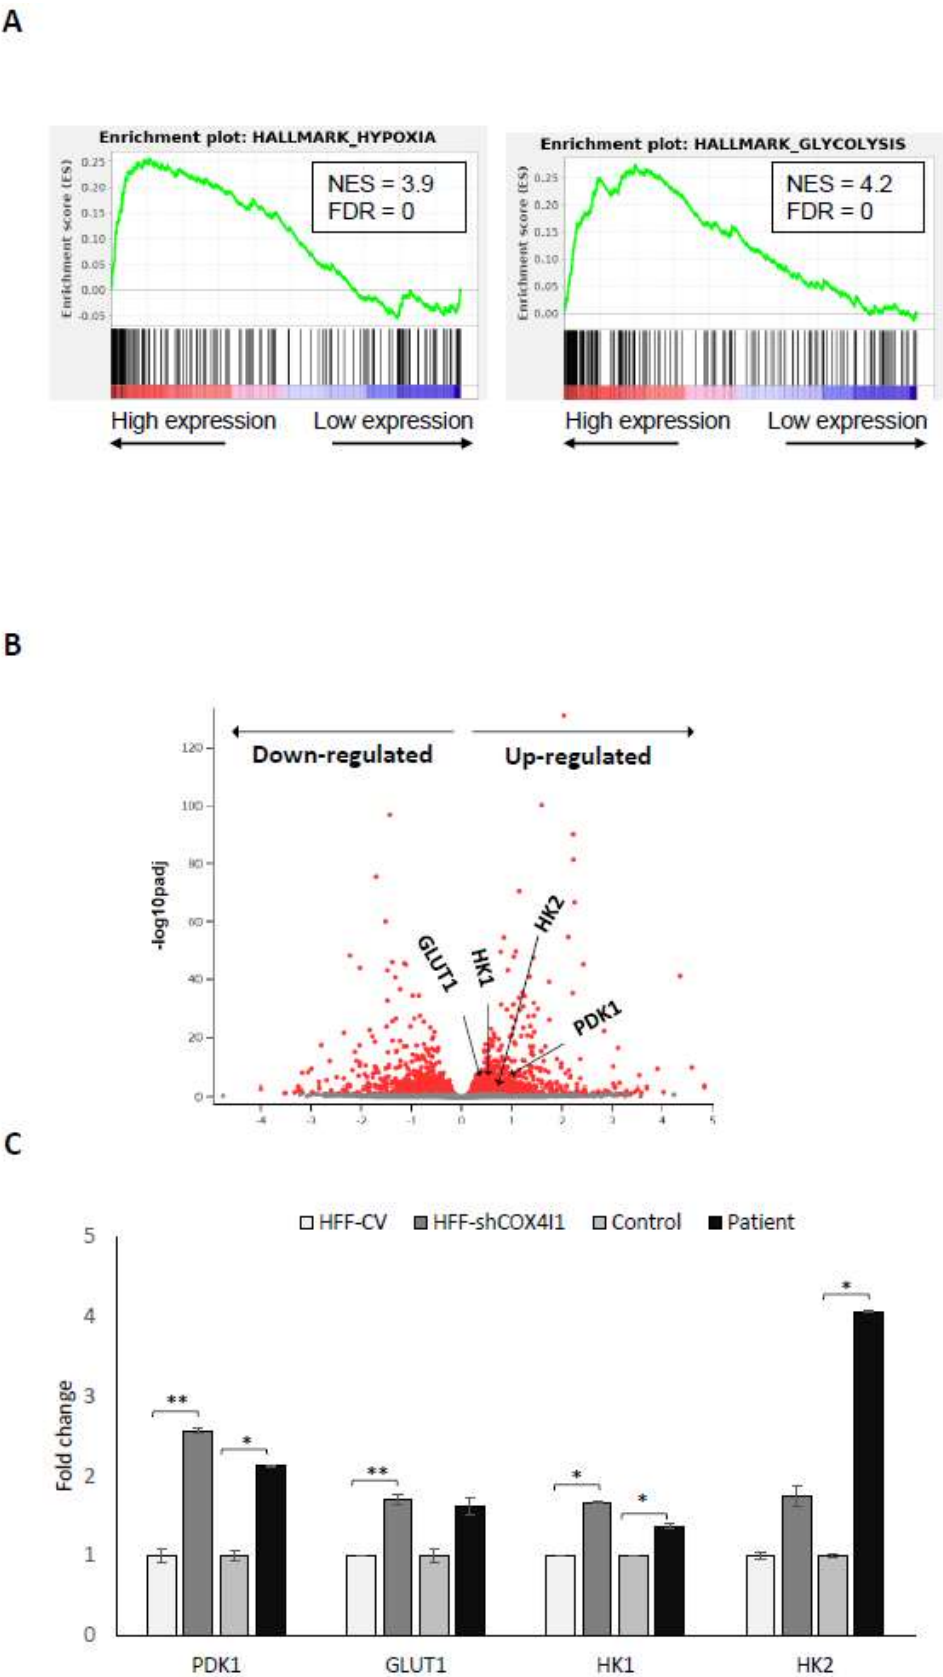 A
Enrichment plot: HALLMARK_HYPOXIA
Enrichment score (ES)
0.25
0.20
0.15
0.10
0.05
0.00
-0.05
NES = 3.9
FDR = 0
High expression
Low expression
Enrichment plot: HALLMARK_GLYCOLYSIS
Enrichment score (ES)
0.25
0.20
0.15
0.10
0.05
0.00
NES = 4.2
FDR = 0
High expression
Low expression
B
Down-regulated
Up-regulated
-log10padj
120
100
80
60
40
20
0
GLUT1
HK1
HK2
PDK1
-4 -3 -2 -1 0 1 2 3 4 5
C
HFF-CV HFF-shCOX4I1 Control Patient
Fold change
5
4
3
2
1
0
** * ** * * *
PDK1 GLUT1 HK1 HK2